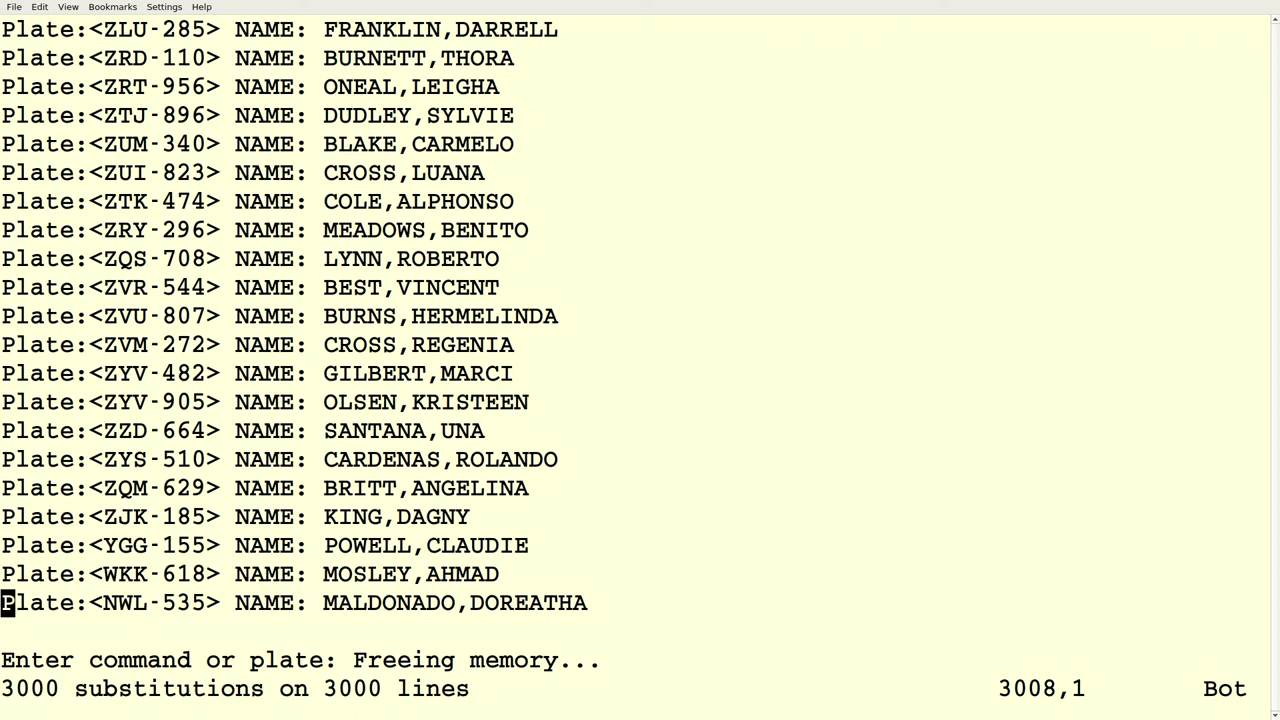 File Edit View Bookmarks Settings Help
Plate:<ZLU-285> NAME: FRANKLIN,DARRELL
Plate:<ZRD-110> NAME: BURNETT,THORA
Plate:<ZRT-956> NAME: ONEAL,LEIGHA
Plate:<ZTJ-896> NAME: DUDLEY,SYLVIE
Plate:<ZUM-340> NAME: BLAKE,CARMELO
Plate:<ZUI-823> NAME: CROSS,LUANA
Plate:<ZTK-474> NAME: COLE,ALPHONSO
Plate:<ZRY-296> NAME: MEADOWS,BENITO
Plate:<ZQS-708> NAME: LYNN,ROBERTO
Plate:<ZVR-544> NAME: BEST,VINCENT
Plate:<ZVU-807> NAME: BURNS,HERMELINDA
Plate:<ZVM-272> NAME: CROSS,REGENIA
Plate:<ZYV-482> NAME: GILBERT,MARCI
Plate:<ZYV-905> NAME: OLSEN,KRISTEEN
Plate:<ZZD-664> NAME: SANTANA,UNA
Plate:<ZYS-510> NAME: CARDENAS,ROLANDO
Plate:<ZQM-629> NAME: BRITT,ANGELINA
Plate:<ZJK-185> NAME: KING,DAGNY
Plate:<YGG-155> NAME: POWELL,CLAUDIE
Plate:<WKK-618> NAME: MOSLEY,AHMAD
Plate:<NWL-535> NAME: MALDONADO,DOREATHA
Enter command or plate: Freeing memory...
3000 substitutions on 3000 lines 3008,1 Bot